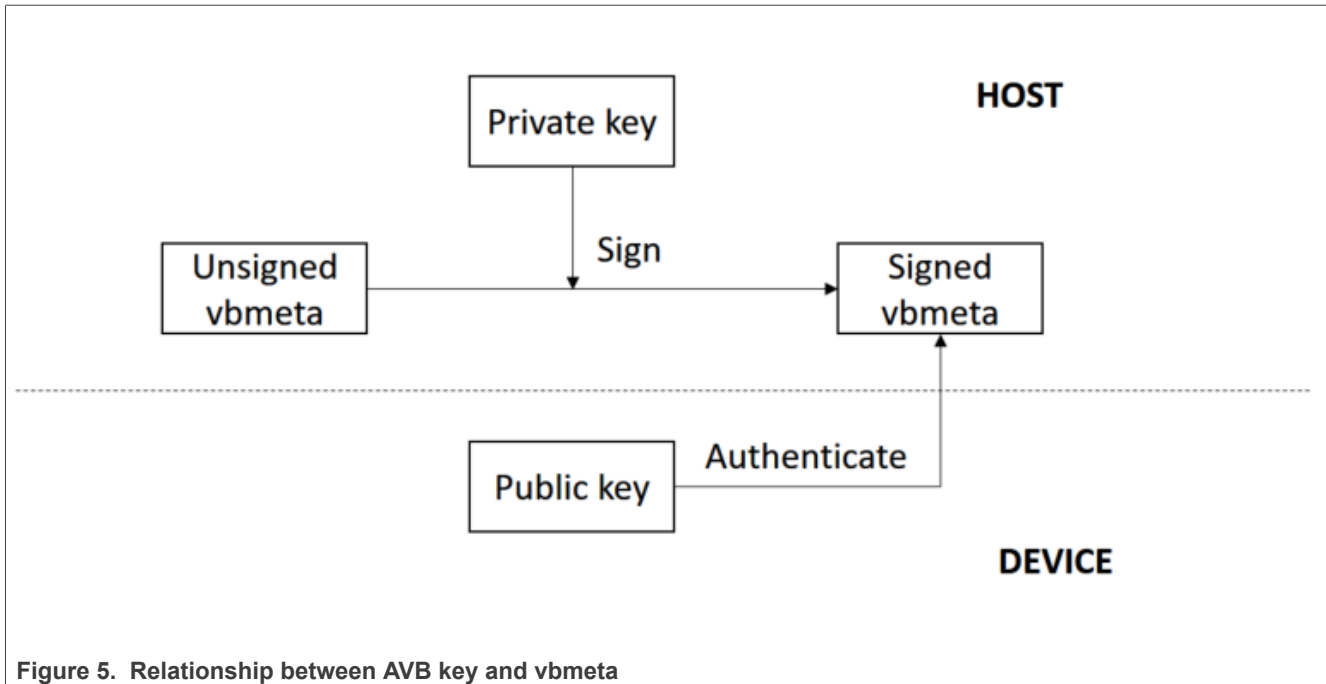 HOST
Private key
Sign
Unsigned
vbmeta
Signed
vbmeta
Authenticate
Public key
DEVICE
Figure 5. Relationship between AVB key and vbmeta